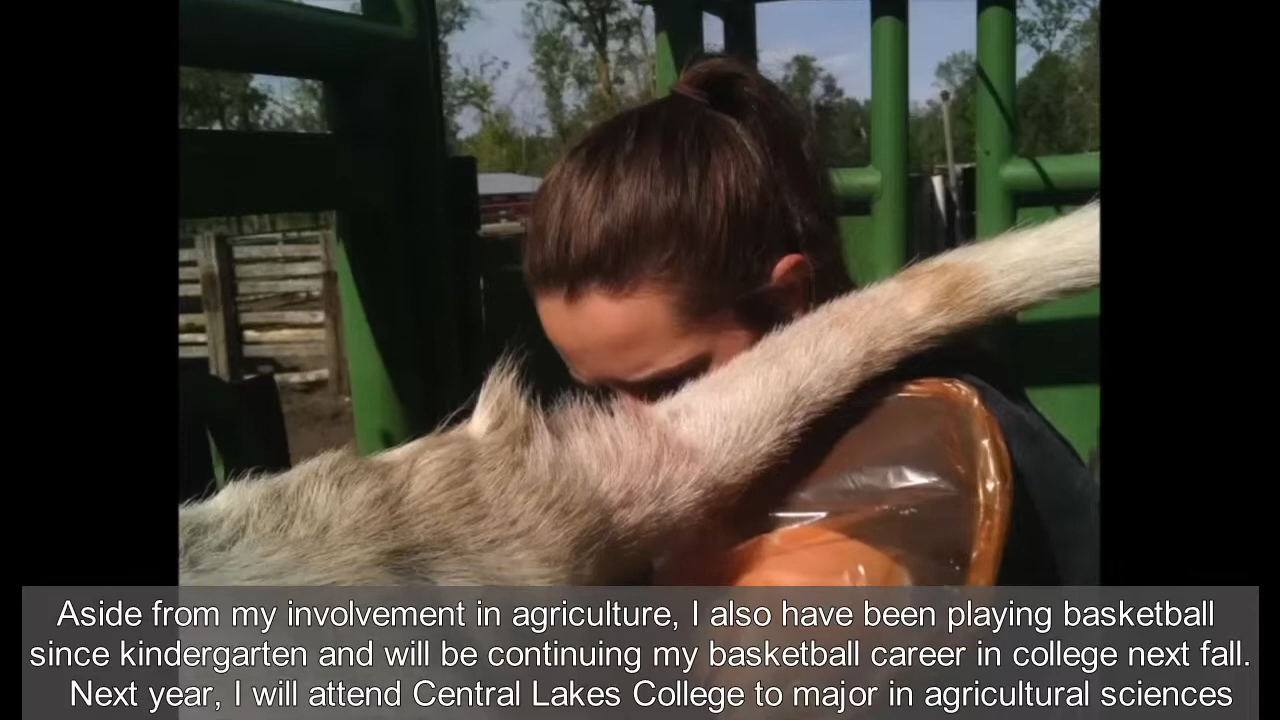 Aside from my involvement in agriculture, I also have been playing basketball
since kindergarten and will be continuing my basketball career in college next fall.
Next year, I will attend Central Lakes College to major in agricultural sciences